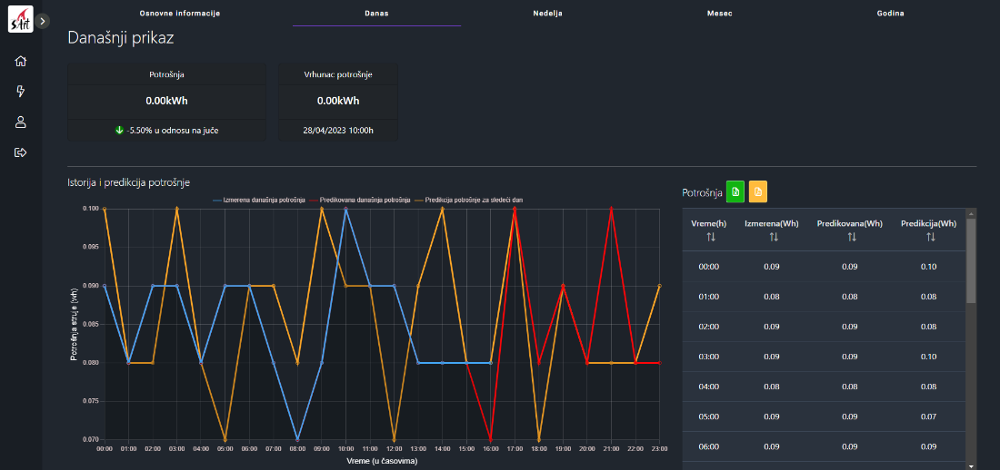 sArt
Osnovne informacije
Danas
Nedelja
Mesec
Godina
Današnji prikaz
Potrošnja
0.00kWh
-5.50% u odnosu na juče
Vrhunac potrošnje
0.00kWh
28/04/2023 10:00h
Istorija i predikcija potrošnje
Izmerena današnja potrošnja
Predikovana današnja potrošnja
Predikcija potrošnje za sledeći dan
Potrošnja struje (Wh)
0.100
0.095
0.090
0.085
0.080
0.075
0.070
00:00 01:00 02:00 03:00 04:00 05:00 06:00 07:00 08:00 09:00 10:00 11:00 12:00 13:00 14:00 15:00 16:00 17:00 18:00 19:00 20:00 21:00 22:00 23:00
Vreme (u časovima)
Potrošnja
Vreme(h) Izmerena(Wh) Predikovana(Wh) Predikcija(Wh)
00:00 0.09 0.09 0.10
01:00 0.08 0.08 0.08
02:00 0.09 0.09 0.08
03:00 0.09 0.09 0.10
04:00 0.08 0.08 0.08
05:00 0.09 0.09 0.07
06:00 0.09 0.09 0.09